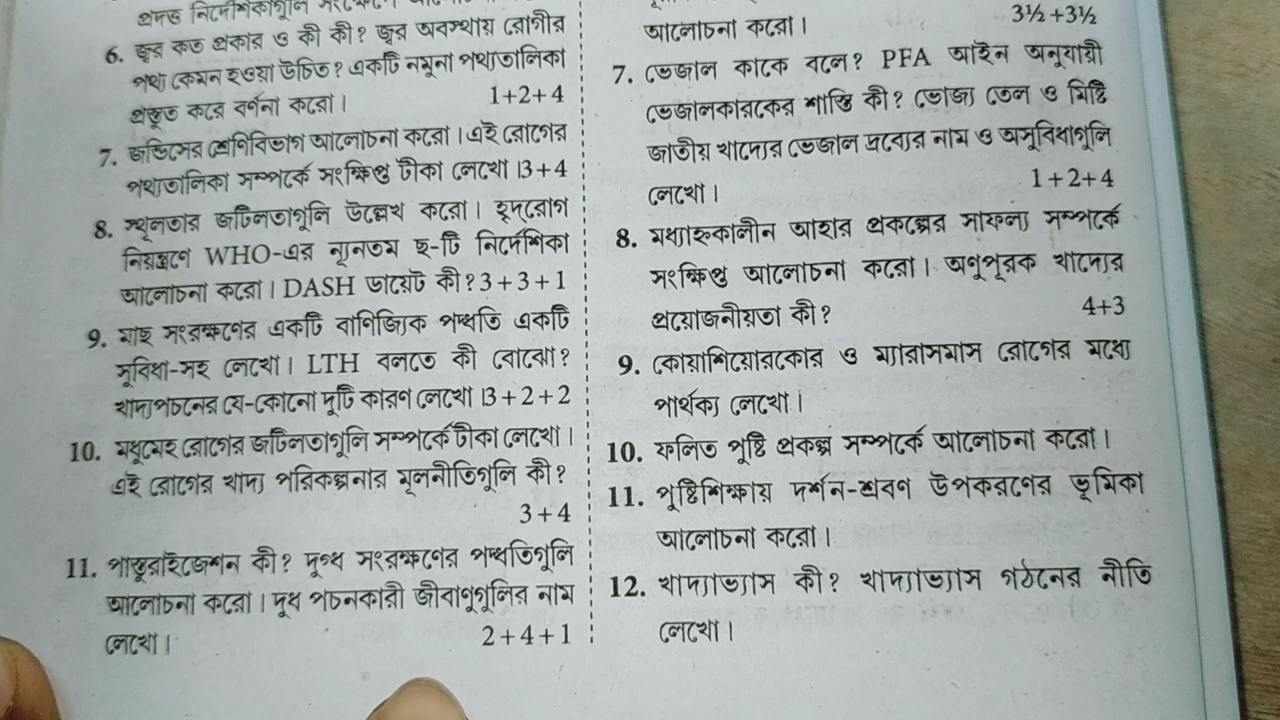 প্রদত্ত নির্দেশিকাগুলি
6. জ্বর কত প্রকার ও কী কী? জ্বর অবস্থায় রোগীর
পথ্য কেমন হওয়া উচিত? একটি নমুনা পথ্যতালিকা
প্রস্তুত করে বর্ণনা করো। 1+2+4
7. জন্ডিসের শ্রেণিবিভাগ আলোচনা করো। এই রোগের
পথ্যতালিকা সম্পর্কে সংক্ষিপ্ত টীকা লেখো। 3+4
8. স্থূলতার জটিলতাগুলি উল্লেখ করো। হৃদ্‌রোগ
নিয়ন্ত্রণে WHO-এর ন্যূনতম ছ-টি নির্দেশিকা
আলোচনা করো। DASH ডায়েট কী? 3+3+1
9. মাছ সংরক্ষণের একটি বাণিজ্যিক পদ্ধতি একটি
সুবিধা-সহ লেখো। LTH বলতে কী বোঝো?
খাদ্যপচনের যে-কোনো দুটি কারণ লেখো। 3+2+2
10. মধুমেহ রোগের জটিলতাগুলি সম্পর্কে টীকা লেখো।
এই রোগের খাদ্য পরিকল্পনার মূলনীতিগুলি কী?
3+4
11. পাস্তুরাইজেশন কী? দুগ্ধ সংরক্ষণের পদ্ধতিগুলি
আলোচনা করো। দুধ পচনকারী জীবাণুগুলির নাম
লেখো। 2+4+1
আলোচনা করো। 3½+3½
7. ভেজাল কাকে বলে? PFA আইন অনুযায়ী
ভেজালকারকের শাস্তি কী? ভোজ্য তেল ও মিষ্টি
জাতীয় খাদ্যের ভেজাল দ্রব্যের নাম ও অসুবিধাগুলি
লেখো। 1+2+4
8. মধ্যাহ্নকালীন আহার প্রকল্পের সাফল্য সম্পর্কে
সংক্ষিপ্ত আলোচনা করো। অণুপূরক খাদ্যের
প্রয়োজনীয়তা কী? 4+3
9. কোয়াশিয়োরকোর ও ম্যারাসমাস রোগের মধ্যে
পার্থক্য লেখো।
10. ফলিত পুষ্টি প্রকল্প সম্পর্কে আলোচনা করো।
11. পুষ্টিশিক্ষায় দর্শন-শ্রবণ উপকরণের ভূমিকা
আলোচনা করো।
12. খাদ্যাভ্যাস কী? খাদ্যাভ্যাস গঠনের নীতি
লেখো।